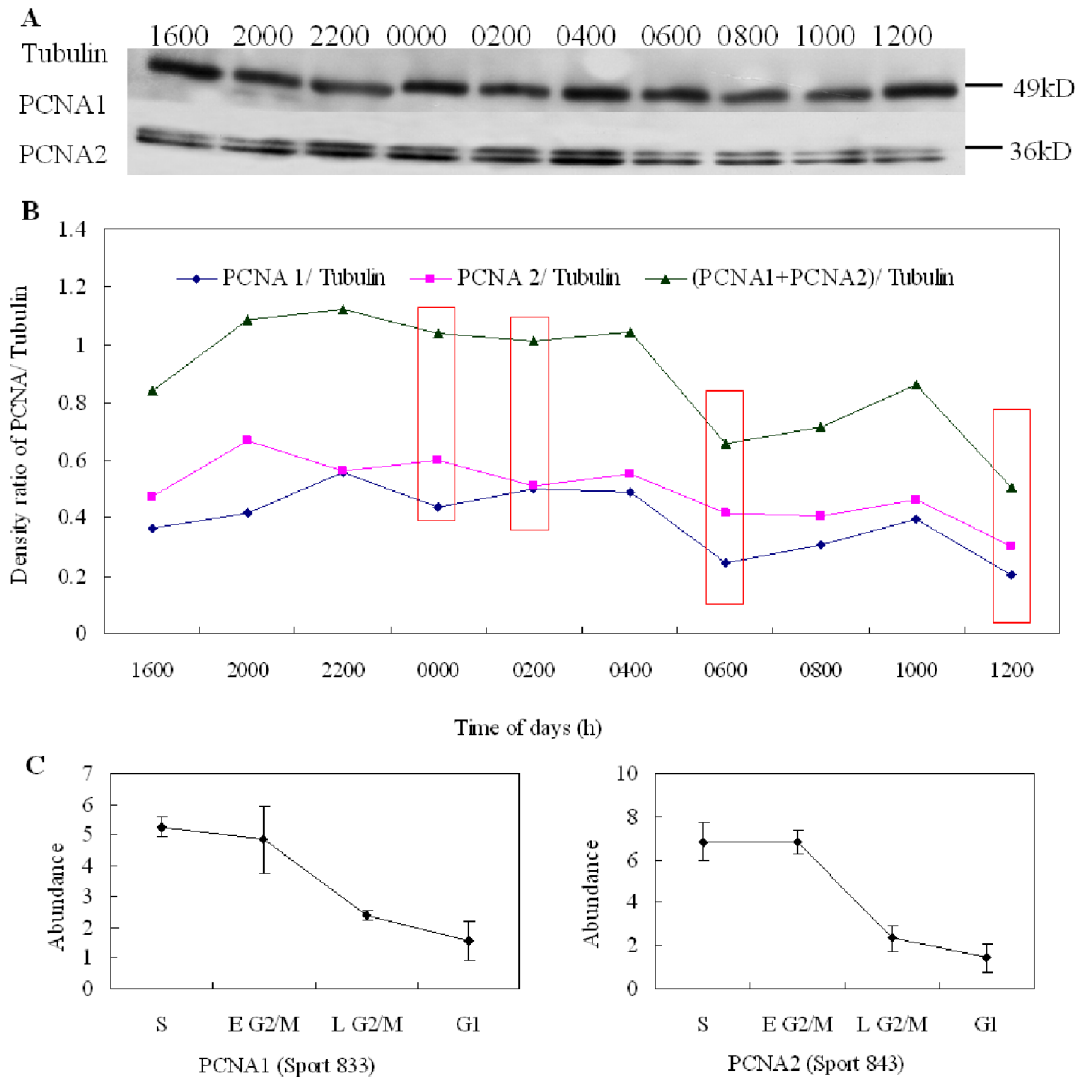 A
1600 2000 2200 0000 0200 0400 0600 0800 1000 1200
Tubulin
49kD
PCNA1
PCNA2
36kD
B
PCNA 1/ Tubulin PCNA 2/ Tubulin (PCNA1+PCNA2)/ Tubulin
Density ratio of PCNA/ Tubulin
1.4
1.2
1
0.8
0.6
0.4
0.2
0
1600 2000 2200 0000 0200 0400 0600 0800 1000 1200
Time of days (h)
C
Abundance
7
6
5
4
3
2
1
0
S E G2/M L G2/M G1
PCNA1 (Sport 833)
Abundance
10
8
6
4
2
0
S E G2/M L G2/M G1
PCNA2 (Sport 843)